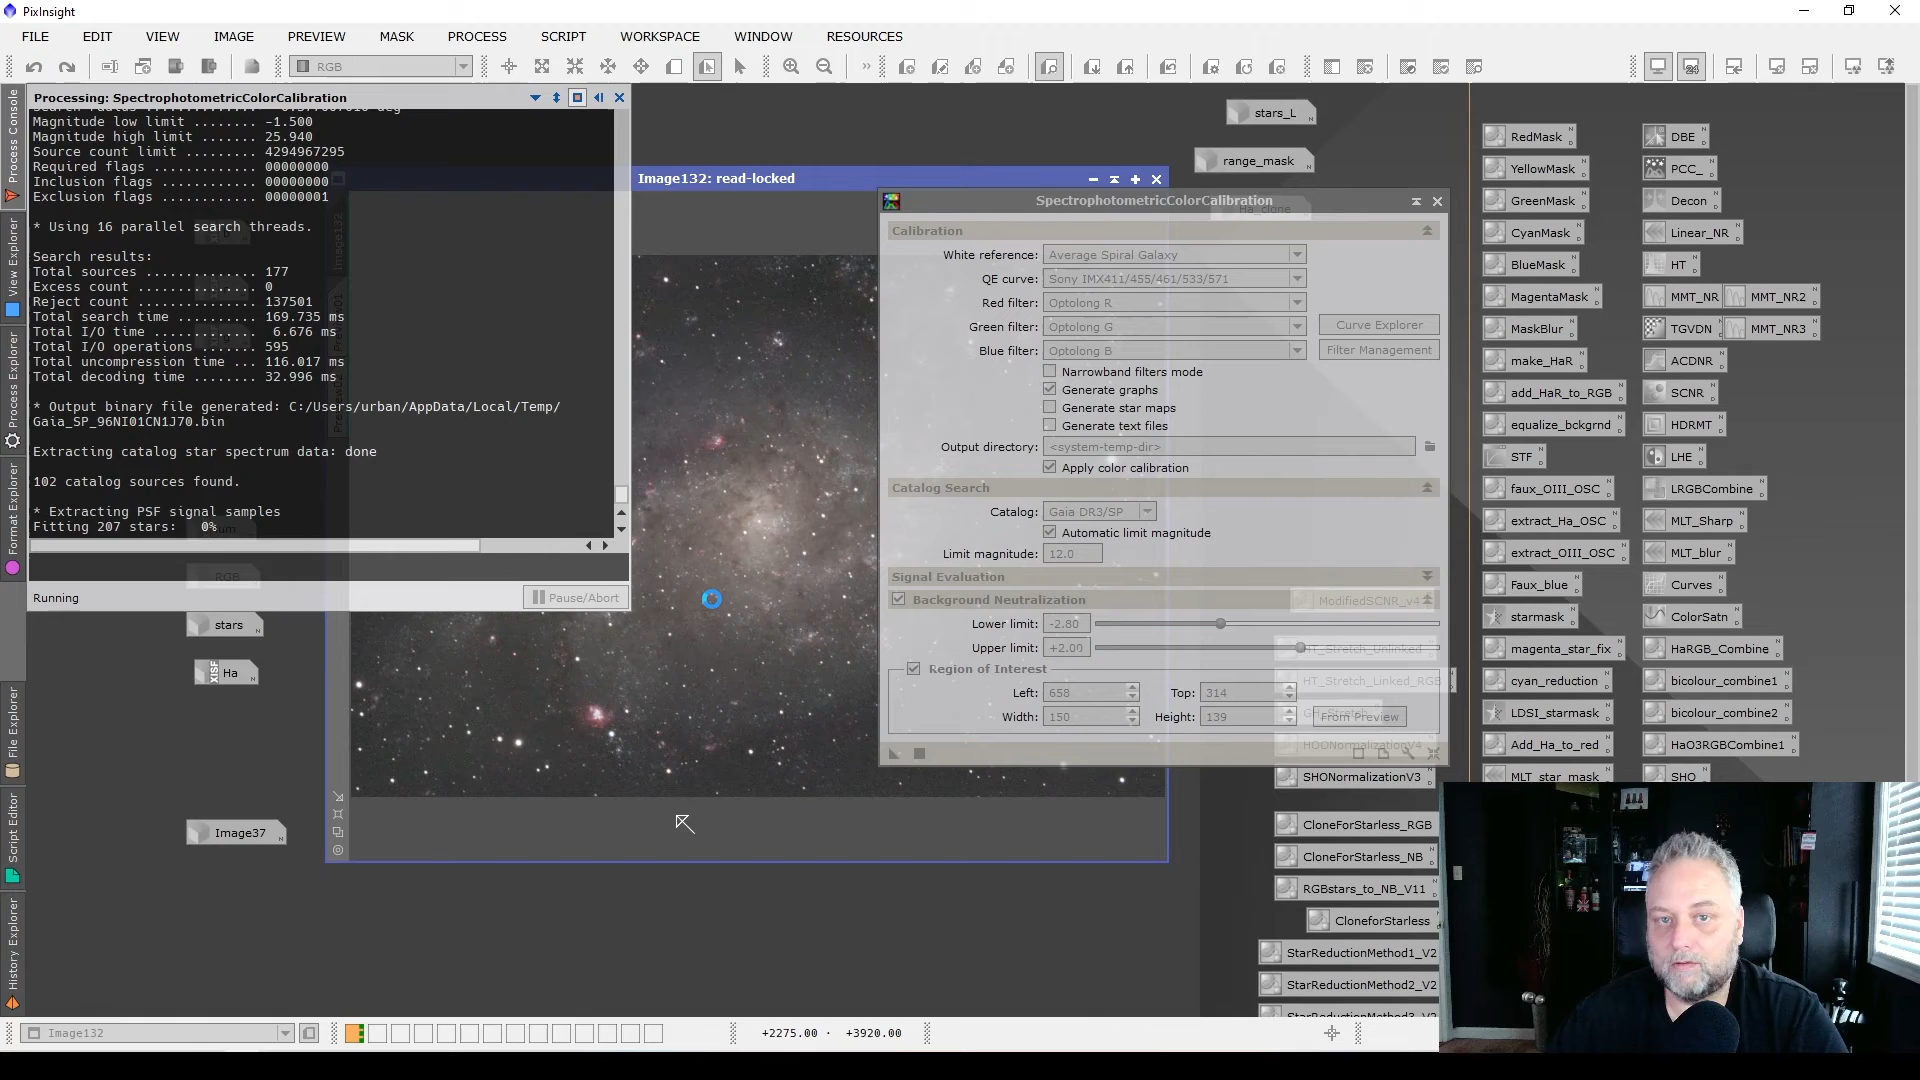 PixInsight
FILE EDIT VIEW IMAGE PREVIEW MASK PROCESS SCRIPT WORKSPACE WINDOW RESOURCES
RGB
Processing: SpectrophotometricColorCalibration
Magnitude low limit ........ -1.500
Magnitude high limit ....... 25.940
Source count limit ......... 4294967295
Required flags ............. 00000000
Inclusion flags ............ 00000000
Exclusion flags ............ 00000001
* Using 16 parallel search threads.
Search results:
Total sources .............. 177
Excess count ............... 0
Reject count ............... 137501
Total search time .......... 169.735 ms
Total I/O time ............. 6.676 ms
Total I/O operations ....... 595
Total uncompression time ... 116.017 ms
Total decoding time ........ 32.996 ms
* Output binary file generated: C:/Users/urban/AppData/Local/Temp/
Gaia_SP_96NI01CN1J70.bin
Extracting catalog star spectrum data: done
102 catalog sources found.
* Extracting PSF signal samples
Fitting 207 stars: 0%
Running
Pause/Abort
Process Console
View Explorer
Process Explorer
Format Explorer
File Explorer
Script Editor
History Explorer
RGB
stars
Ha
XISF
Image37
Image132: read-locked
SpectrophotometricColorCalibration
Calibration
White reference: Average Spiral Galaxy
QE curve: Sony IMX411/455/461/533/571
Red filter: Optolong R
Green filter: Optolong G
Curve Explorer
Blue filter: Optolong B
Filter Management
Narrowband filters mode
Generate graphs
Generate star maps
Generate text files
Output directory: <system-temp-dir>
Apply color calibration
Catalog Search
Catalog: Gaia DR3/SP
Automatic limit magnitude
Limit magnitude: 12.0
Signal Evaluation
Background Neutralization
Lower limit: -2.80
Upper limit: +2.00
Region of Interest
Left: 658 Top: 314
Width: 150 Height: 139
From Preview
stars_L
range_mask
Ha_clone
ModifiedSCNR_v4
HT_Stretch_Unlinked
HT_Stretch_Linked_RGB
HOONormalizationV4
SHONormalizationV3
CloneForStarless_RGB
CloneForStarless_NB
RGBstars_to_NB_V11
CloneforStarless
StarReductionMethod1_V2
StarReductionMethod2_V2
StarReductionMethod3_V2
RedMask
YellowMask
GreenMask
CyanMask
BlueMask
MagentaMask
MaskBlur
make_HaR
add_HaR_to_RGB
equalize_bckgrnd
STF
faux_OIII_OSC
extract_Ha_OSC
extract_OIII_OSC
Faux_blue
starmask
magenta_star_fix
cyan_reduction
LDSI_starmask
Add_Ha_to_red
MLT_star_mask
DBE
PCC_
Decon
Linear_NR
HT
MMT_NR MMT_NR2
TGVDN MMT_NR3
ACDNR
SCNR
HDRMT
LHE
LRGBCombine
MLT_Sharp
MLT_blur
Curves
ColorSatn
HaRGB_Combine
bicolour_combine1
bicolour_combine2
HaO3RGBCombine1
SHO
Image132
+2275.00 · +3920.00